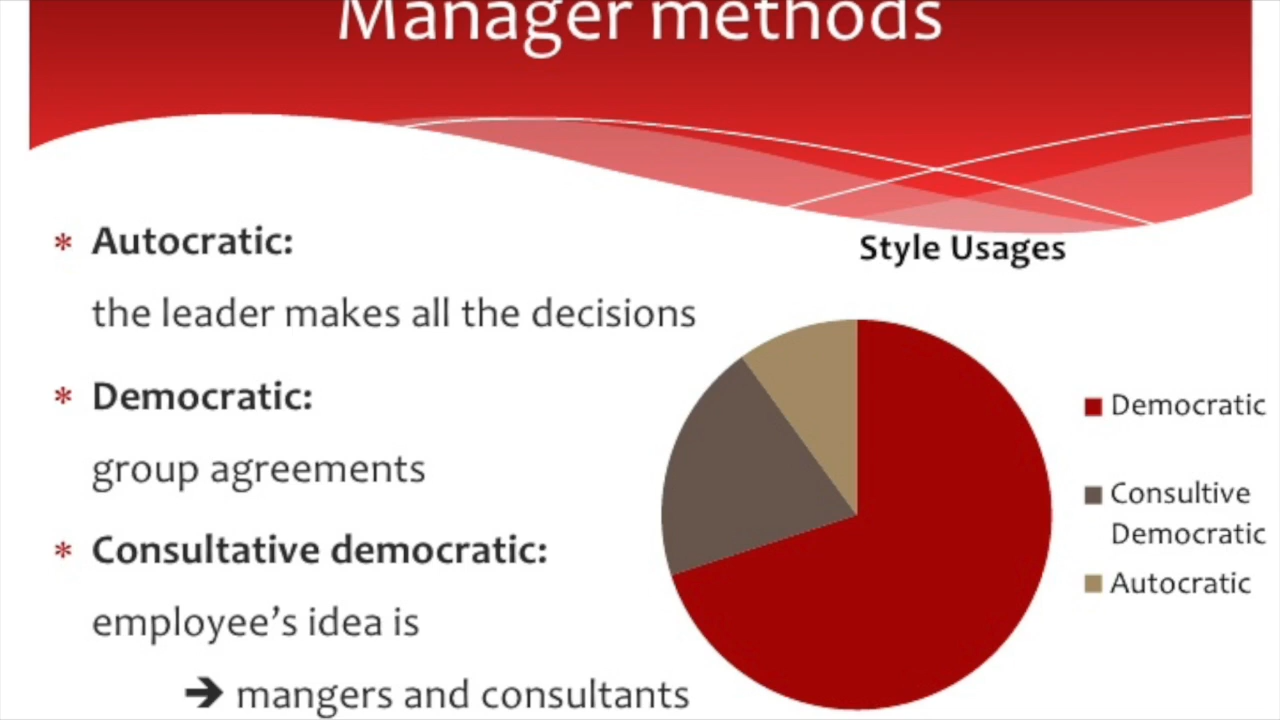 Manager methods
* Autocratic:
the leader makes all the decisions
* Democratic:
group agreements
* Consultative democratic:
employee’s idea is
➔ mangers and consultants
Style Usages
Democratic
Consultive
Democratic
Autocratic